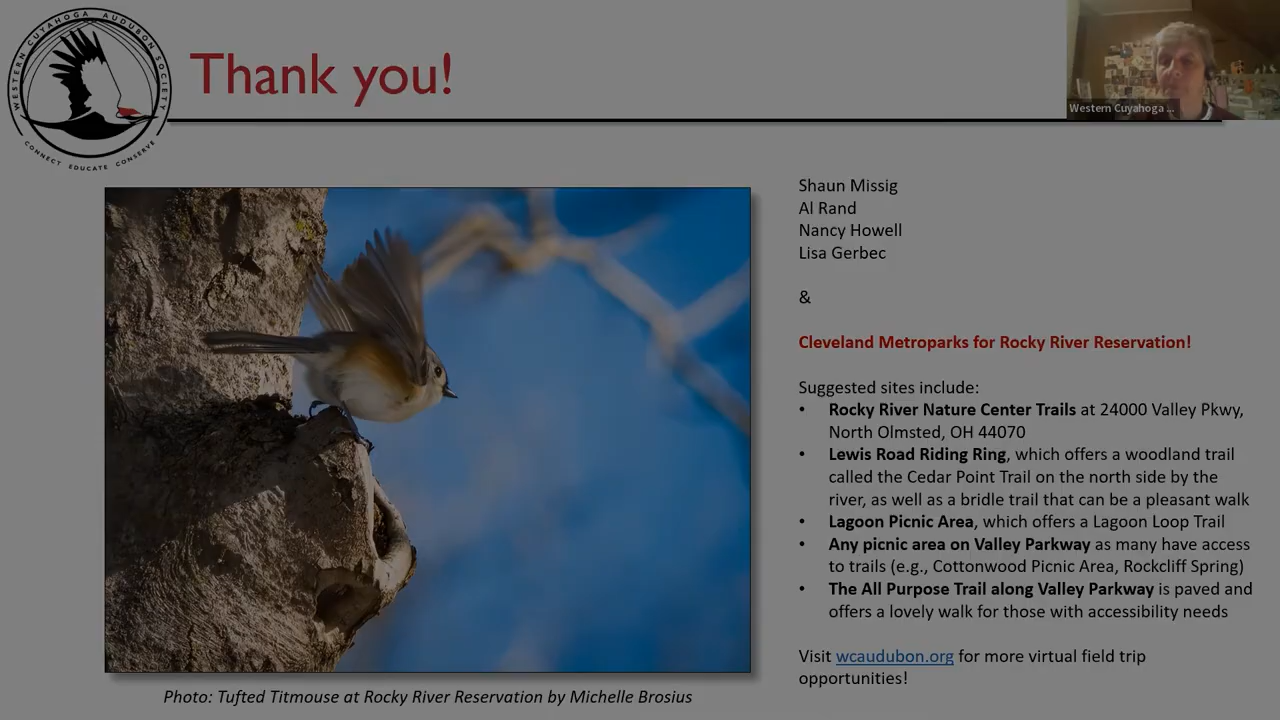 WESTERN CUYAHOGA AUDUBON SOCIETY
CONNECT EDUCATE CONSERVE
Thank you!
Western Cuyahoga ...
Shaun Missig
Al Rand
Nancy Howell
Lisa Gerbec
&
Cleveland Metroparks for Rocky River Reservation!
Suggested sites include:
• Rocky River Nature Center Trails at 24000 Valley Pkwy,
North Olmsted, OH 44070
• Lewis Road Riding Ring, which offers a woodland trail
called the Cedar Point Trail on the north side by the
river, as well as a bridle trail that can be a pleasant walk
• Lagoon Picnic Area, which offers a Lagoon Loop Trail
• Any picnic area on Valley Parkway as many have access
to trails (e.g., Cottonwood Picnic Area, Rockcliff Spring)
• The All Purpose Trail along Valley Parkway is paved and
offers a lovely walk for those with accessibility needs
Visit wcaudubon.org for more virtual field trip
opportunities!
Photo: Tufted Titmouse at Rocky River Reservation by Michelle Brosius